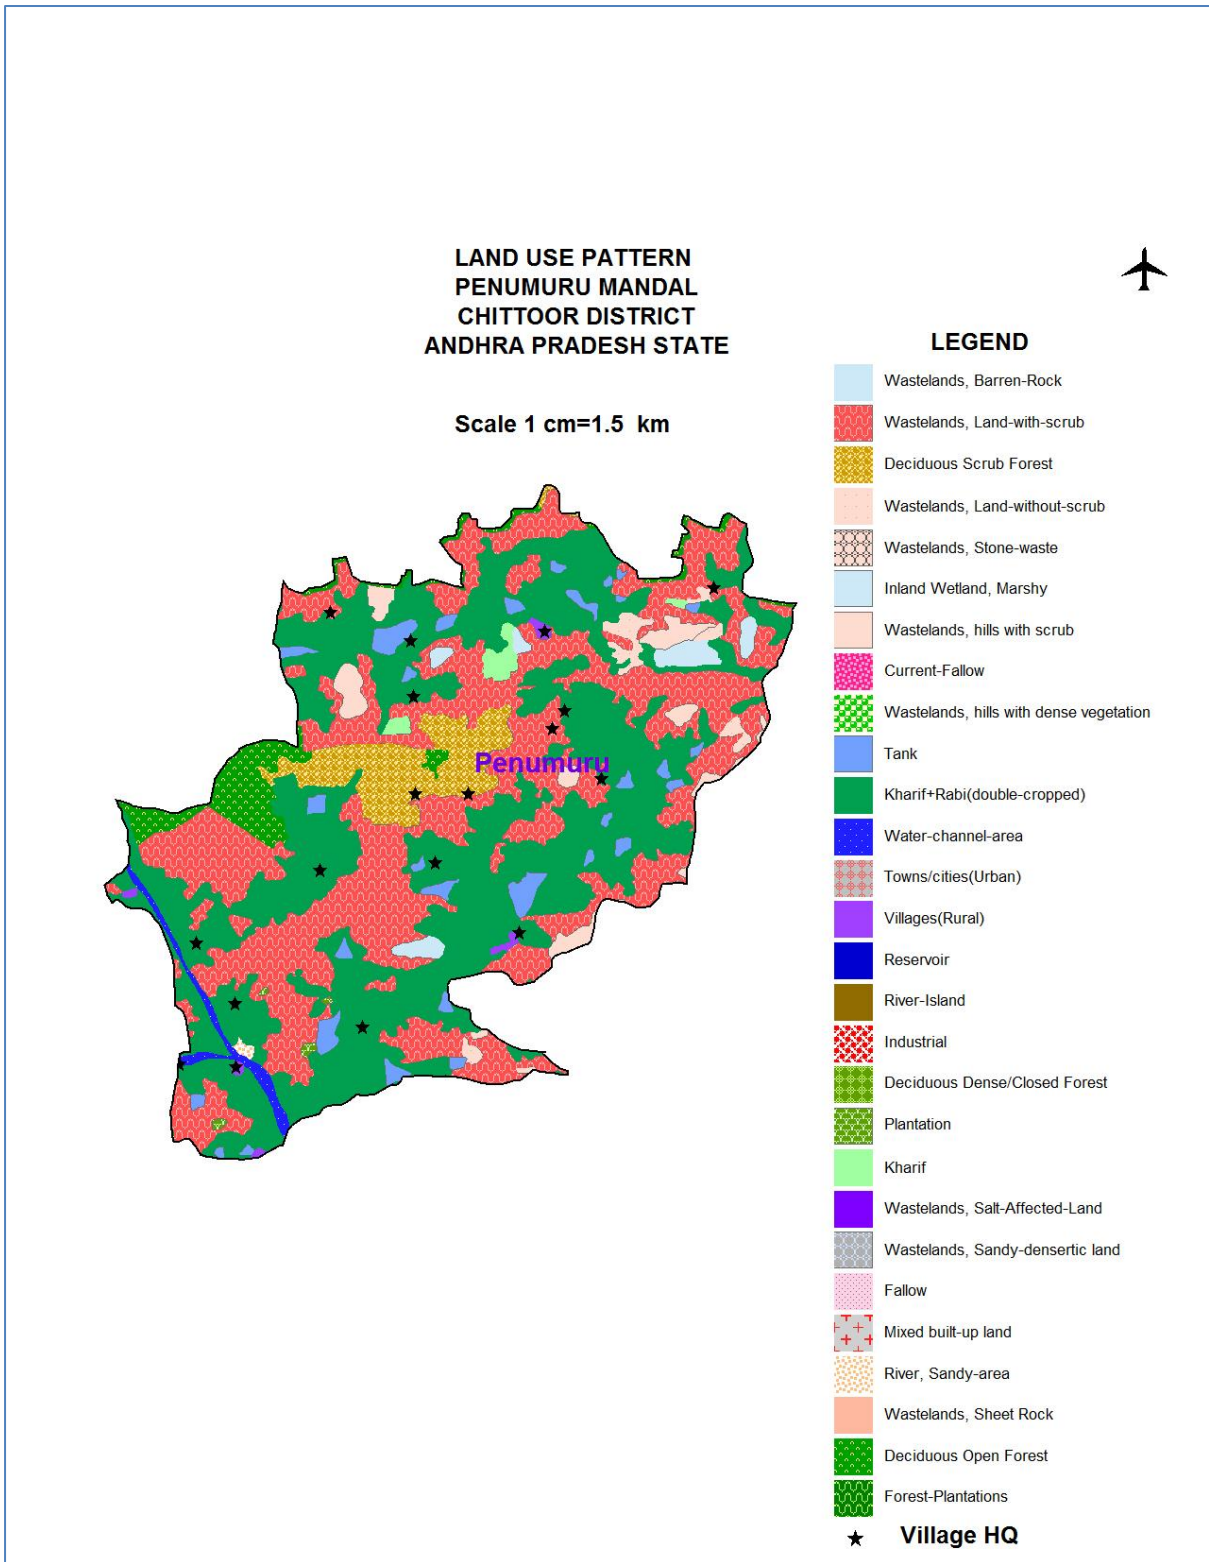 LAND USE PATTERN
PENUMURU MANDAL
CHITTOOR DISTRICT
ANDHRA PRADESH STATE
Scale 1 cm=1.5 km
Penumuru
LEGEND
Wastelands, Barren-Rock
Wastelands, Land-with-scrub
Deciduous Scrub Forest
Wastelands, Land-without-scrub
Wastelands, Stone-waste
Inland Wetland, Marshy
Wastelands, hills with scrub
Current-Fallow
Wastelands, hills with dense vegetation
Tank
Kharif+Rabi(double-cropped)
Water-channel-area
Towns/cities(Urban)
Villages(Rural)
Reservoir
River-Island
Industrial
Deciduous Dense/Closed Forest
Plantation
Kharif
Wastelands, Salt-Affected-Land
Wastelands, Sandy-densertic land
Fallow
Mixed built-up land
River, Sandy-area
Wastelands, Sheet Rock
Deciduous Open Forest
Forest-Plantations
Village HQ